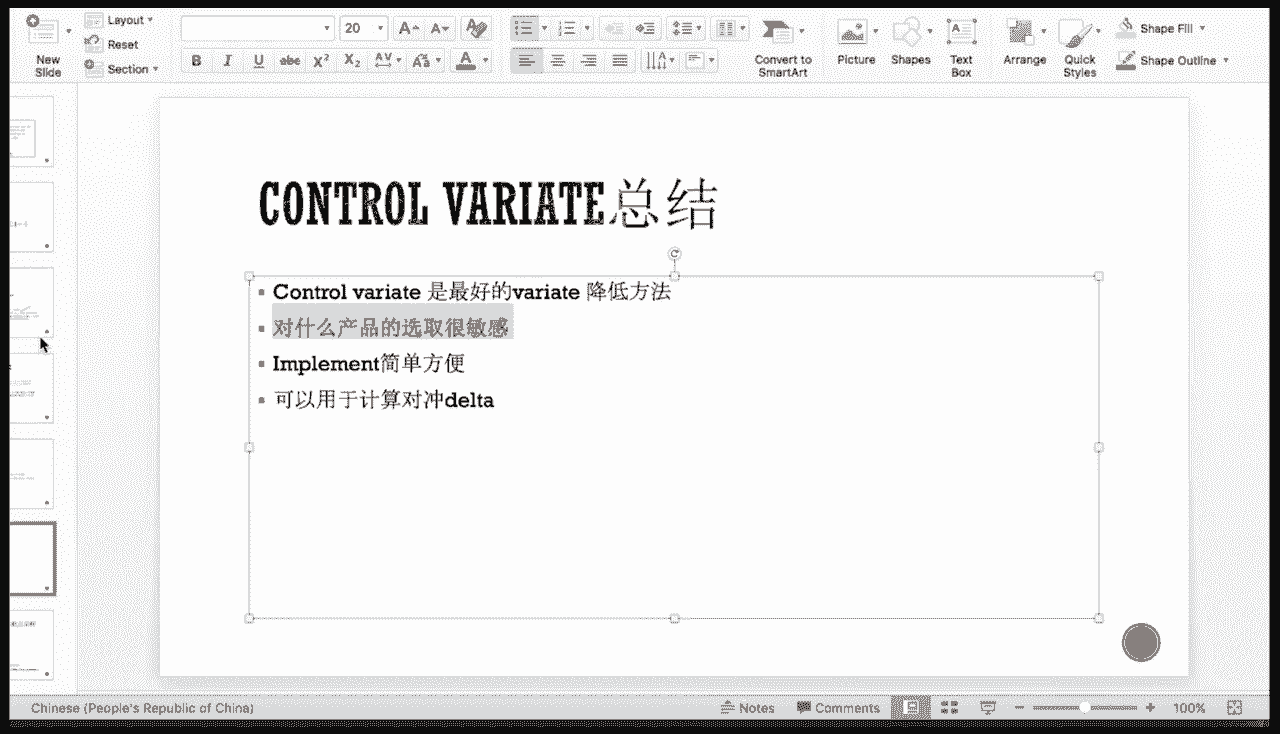 Layout
Reset
Section
New
Slide
20
B I U abc X² X₂ AV Aa A
Convert to
SmartArt
Picture
Shapes
Text
Box
Arrange
Quick
Styles
Shape Fill
Shape Outline
CONTROL VARIATE总结
Control variate 是最好的variate 降低方法
对什么产品的选取很敏感
Implement简单方便
可以用于计算对冲delta
Chinese (People's Republic of China)
Notes
Comments
100%